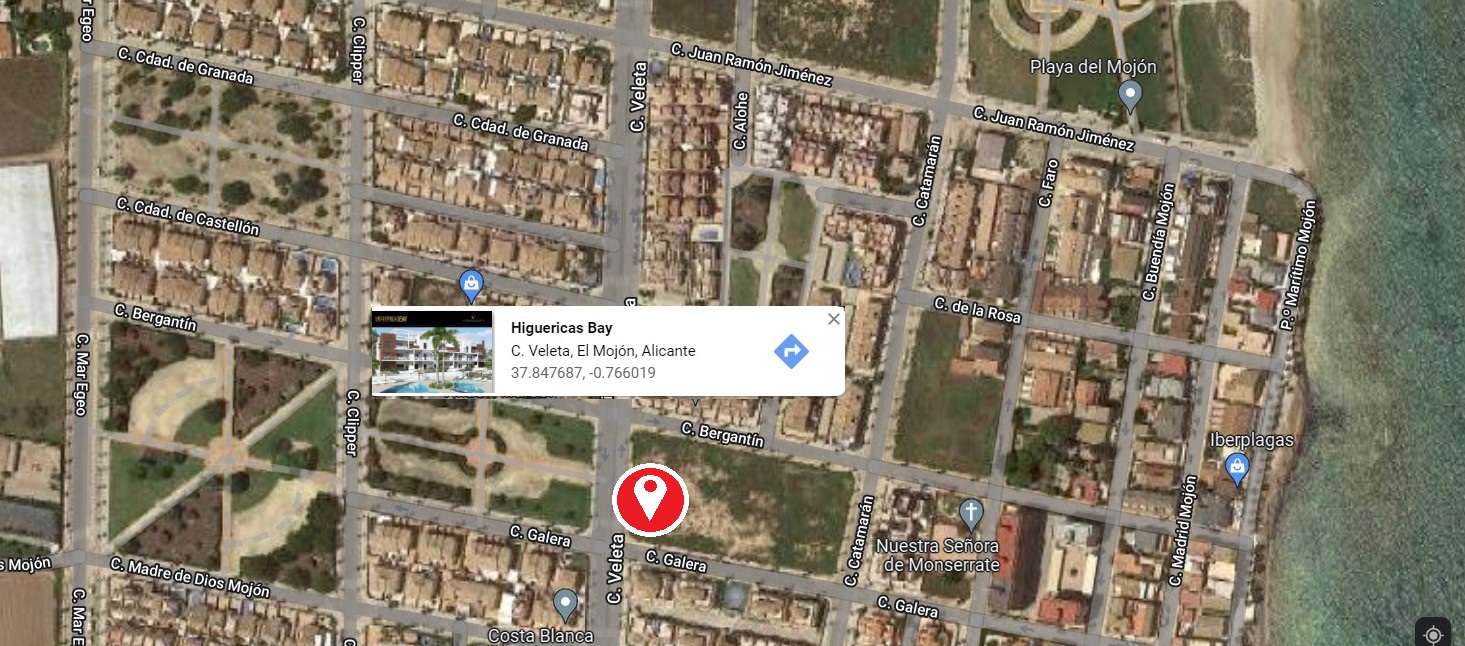 r Egeo
C. Clipper
C. Cdad. de Granada
C. Juan Ramón Jiménez
Playa del Mojón
C. Veleta
C. Alohe
C. Cdad. de Granada
C. Juan Ramón Jiménez
C. Catamarán
C. Faro
C. Buendía Mojón
P.º Marítimo Mojón
C. Cdad. de Castellón
C. Bergantín
C. de la Rosa
a
Higuericas Bay
C. Veleta, El Mojón, Alicante
37.847687, -0.766019
C. Mar Egeo
C. Clipper
C. Bergantín
Iberplagas
C. Galera
C. Veleta
C. Galera
C. Catamarán
Nuestra Señora
de Monserrate
C. Madrid Mojón
s Mojón
C. Madre de Dios Mojón
C. Mar E
C. Galera
Costa Blanca
C